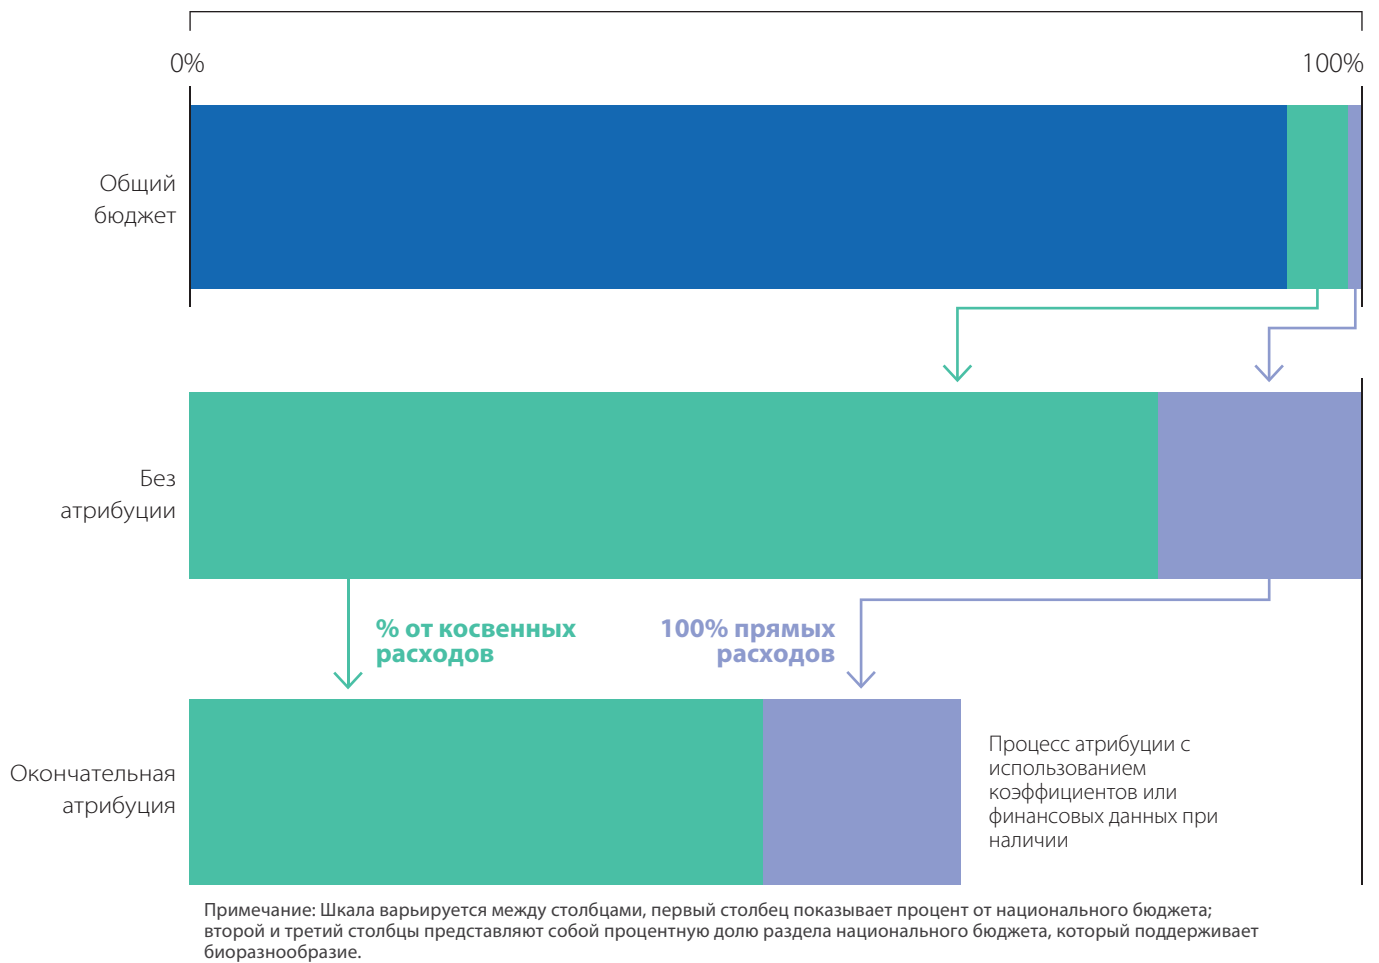 0%
100%
Общий
бюджет
Без
атрибуции
% от косвенных
расходов
100% прямых
расходов
Окончательная
атрибуция
Процесс атрибуции с
использованием
коэффициентов или
финансовых данных при
наличии
Примечание: Шкала варьируется между столбцами, первый столбец показывает процент от национального бюджета;
второй и третий столбцы представляют собой процентную долю раздела национального бюджета, который поддерживает
биоразнообразие.